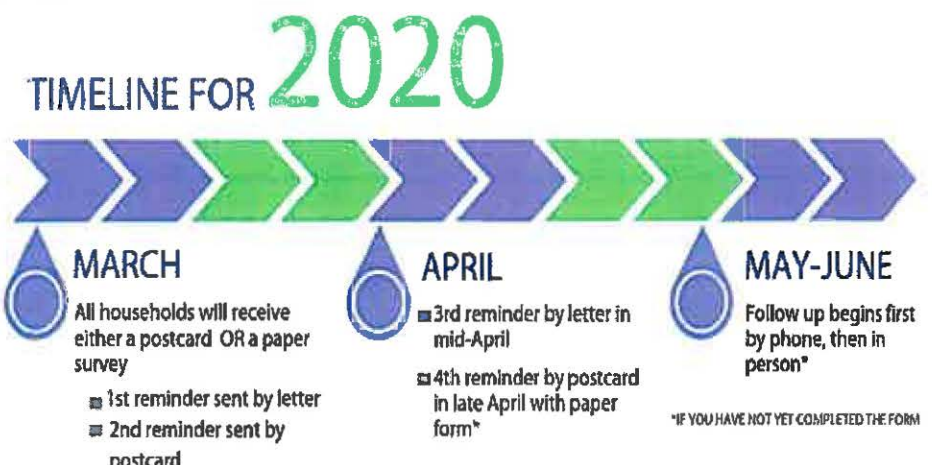 TIMELINE FOR 2020
MARCH
All households will receive
either a postcard OR a paper
survey
1st reminder sent by letter
2nd reminder sent by
postcard
APRIL
3rd reminder by letter in
mid-April
4th reminder by postcard
in late April with paper
form*
MAY-JUNE
Follow up begins first
by phone, then in
person*
*IF YOU HAVE NOT YET COMPLETED THE FORM